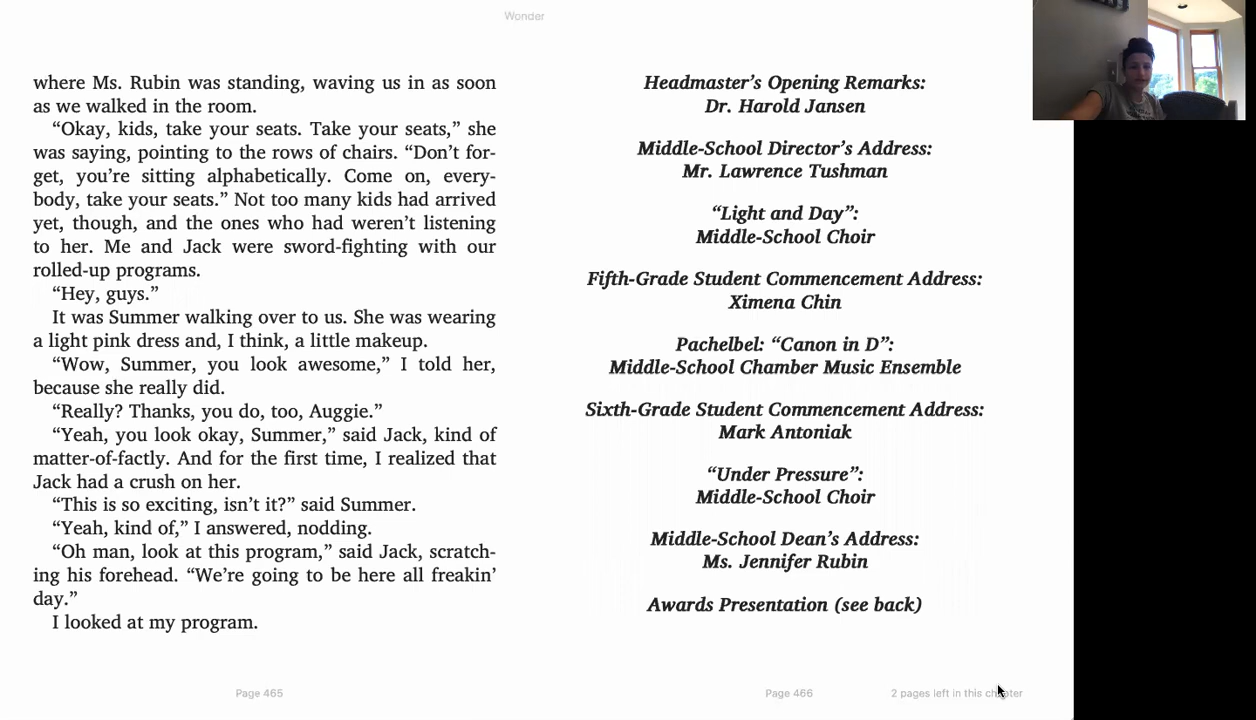 Wonder
where Ms. Rubin was standing, waving us in as soon
as we walked in the room.
“Okay, kids, take your seats. Take your seats,” she
was saying, pointing to the rows of chairs. “Don’t for-
get, you’re sitting alphabetically. Come on, every-
body, take your seats.” Not too many kids had arrived
yet, though, and the ones who had weren’t listening
to her. Me and Jack were sword-fighting with our
rolled-up programs.
“Hey, guys.”
It was Summer walking over to us. She was wearing
a light pink dress and, I think, a little makeup.
“Wow, Summer, you look awesome,” I told her,
because she really did.
“Really? Thanks, you do, too, Auggie.”
“Yeah, you look okay, Summer,” said Jack, kind of
matter-of-factly. And for the first time, I realized that
Jack had a crush on her.
“This is so exciting, isn’t it?” said Summer.
“Yeah, kind of,” I answered, nodding.
“Oh man, look at this program,” said Jack, scratch-
ing his forehead. “We’re going to be here all freakin’
day.”
I looked at my program.
Page 465
Headmaster’s Opening Remarks:
Dr. Harold Jansen
Middle-School Director’s Address:
Mr. Lawrence Tushman
“Light and Day”:
Middle-School Choir
Fifth-Grade Student Commencement Address:
Ximena Chin
Pachelbel: “Canon in D”:
Middle-School Chamber Music Ensemble
Sixth-Grade Student Commencement Address:
Mark Antoniak
“Under Pressure”:
Middle-School Choir
Middle-School Dean’s Address:
Ms. Jennifer Rubin
Awards Presentation (see back)
Page 466
2 pages left in this chapter